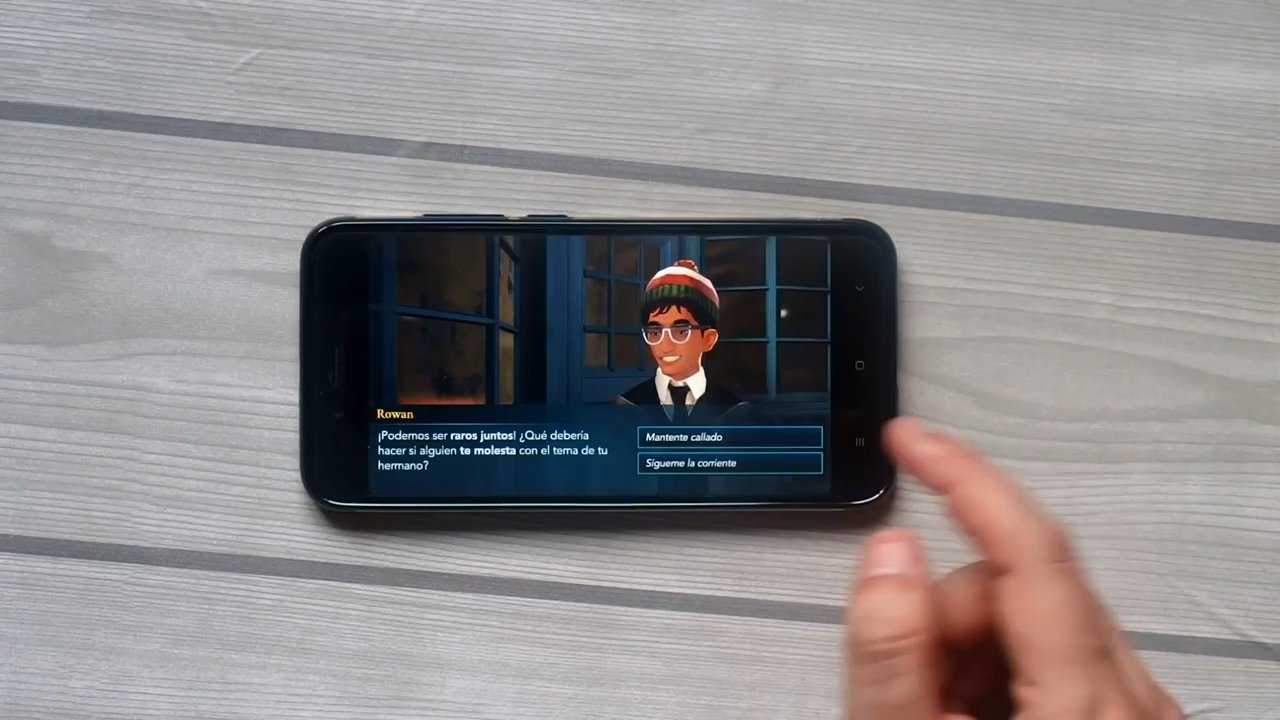 Rowan
¡Podemos ser raros juntos! ¿Qué debería
hacer si alguien te molesta con el tema de tu
hermano?
Mantente callado
Sígueme la corriente